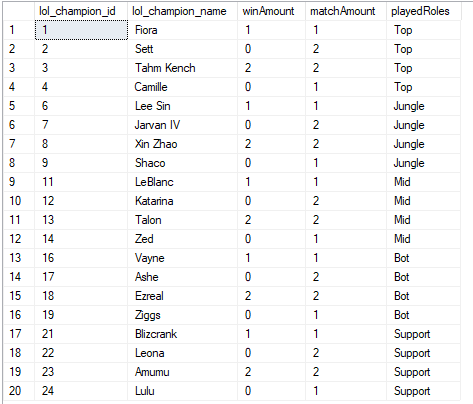 lol_champion_id lol_champion_name winAmount matchAmount playedRoles
1 1 Fiora 1 1 Top
2 2 Sett 0 2 Top
3 3 Tahm Kench 2 2 Top
4 4 Camille 0 1 Top
5 6 Lee Sin 1 1 Jungle
6 7 Jarvan IV 0 2 Jungle
7 8 Xin Zhao 2 2 Jungle
8 9 Shaco 0 1 Jungle
9 11 LeBlanc 1 1 Mid
10 12 Katarina 0 2 Mid
11 13 Talon 2 2 Mid
12 14 Zed 0 1 Mid
13 16 Vayne 1 1 Bot
14 17 Ashe 0 2 Bot
15 18 Ezreal 2 2 Bot
16 19 Ziggs 0 1 Bot
17 21 Blizcrank 1 1 Support
18 22 Leona 0 2 Support
19 23 Amumu 2 2 Support
20 24 Lulu 0 1 Support